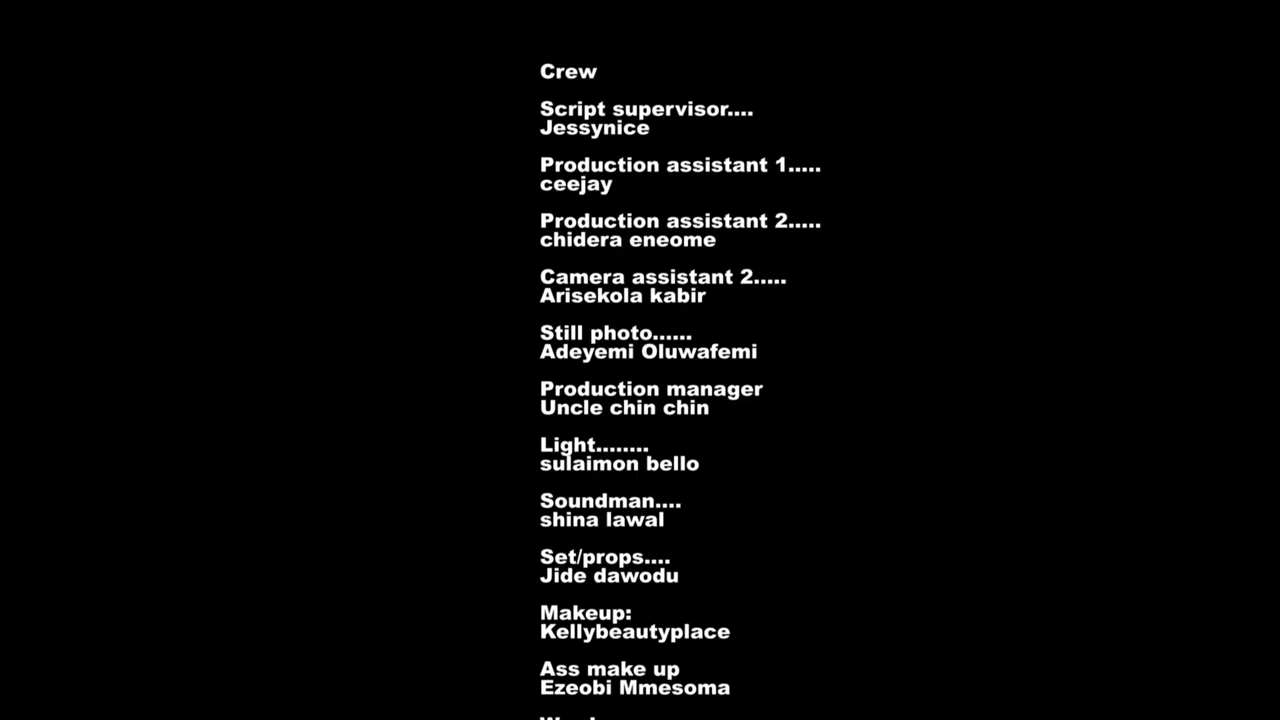 Crew
Script supervisor....
Jessynice
Production assistant 1.....
ceejay
Production assistant 2.....
chidera eneome
Camera assistant 2.....
Arisekola kabir
Still photo......
Adeyemi Oluwafemi
Production manager
Uncle chin chin
Light........
sulaimon bello
Soundman....
shina lawal
Set/props....
Jide dawodu
Makeup:
Kellybeautyplace
Ass make up
Ezeobi Mmesoma